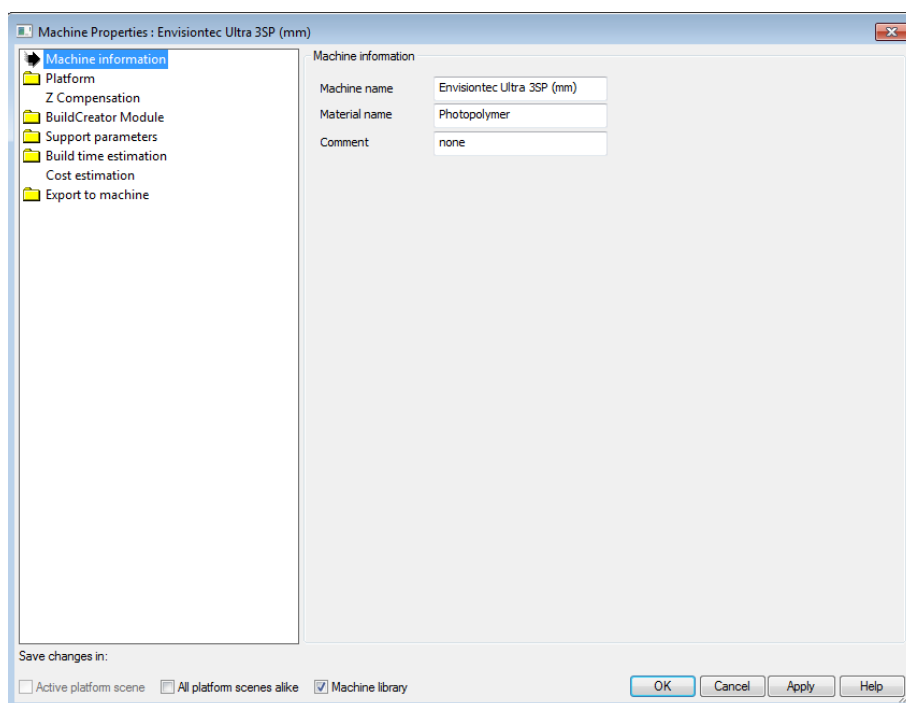 Machine Properties : Envisiontec Ultra 3SP (mm)
Machine information
Platform
Z Compensation
BuildCreator Module
Support parameters
Build time estimation
Cost estimation
Export to machine
Machine information
Machine name Envisiontec Ultra 3SP (mm)
Material name Photopolymer
Comment none
Save changes in:
Active platform scene All platform scenes alike Machine library OK Cancel Apply Help